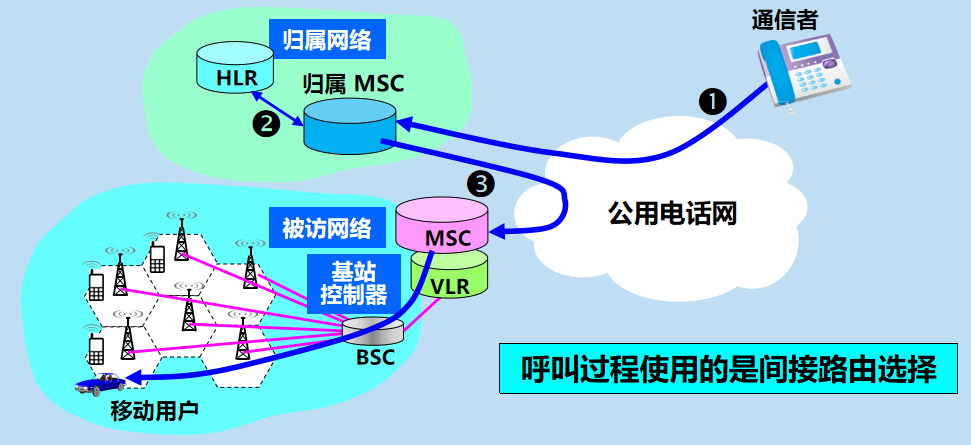 通信者
归属网络
HLR
归属 MSC
❶
❷
❸
公用电话网
被访网络
MSC
基站
控制器
VLR
BSC
呼叫过程使用的是间接路由选择
移动用户